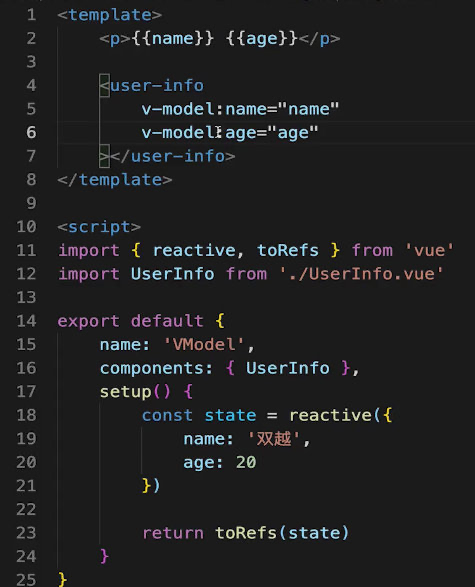 1 <template>
2     <p>{{name}} {{age}}</p>
3
4     <user-info
5         v-model:name="name"
6         v-model:age="age"
7     ></user-info>
8 </template>
9
10 <script>
11 import { reactive, toRefs } from 'vue'
12 import UserInfo from './UserInfo.vue'
13
14 export default {
15     name: 'VModel',
16     components: { UserInfo },
17     setup() {
18         const state = reactive({
19             name: '双越',
20             age: 20
21         })
22
23         return toRefs(state)
24     }
25 }